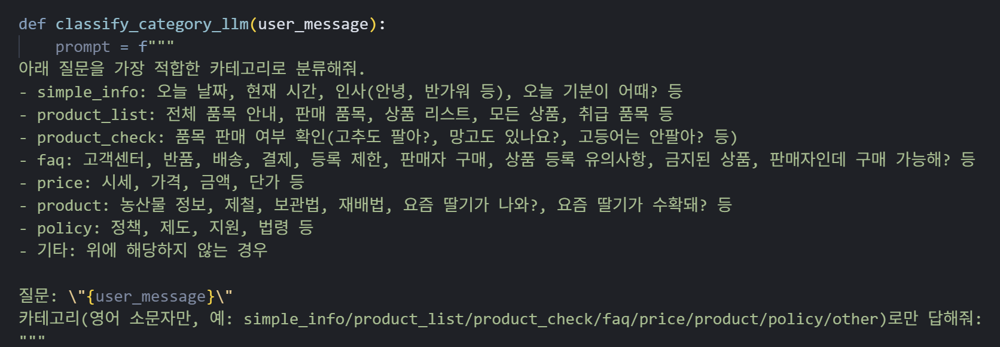 def classify_category_llm(user_message):
    prompt = f"""
아래 질문을 가장 적합한 카테고리로 분류해줘.
- simple_info: 오늘 날짜, 현재 시간, 인사(안녕, 반가워 등), 오늘 기분이 어때? 등
- product_list: 전체 품목 안내, 판매 품목, 상품 리스트, 모든 상품, 취급 품목 등
- product_check: 품목 판매 여부 확인(고추도 팔아?, 망고도 있나요?, 고등어는 안팔아? 등)
- faq: 고객센터, 반품, 배송, 결제, 등록 제한, 판매자 구매, 상품 등록 유의사항, 금지된 상품, 판매자인데 구매 가능해? 등
- price: 시세, 가격, 금액, 단가 등
- product: 농산물 정보, 제철, 보관법, 재배법, 요즘 딸기가 나와?, 요즘 딸기가 수확돼? 등
- policy: 정책, 제도, 지원, 법령 등
- 기타: 위에 해당하지 않는 경우

질문: \"{user_message}\"
카테고리(영어 소문자만, 예: simple_info/product_list/product_check/faq/price/product/policy/other)로만 답해줘:
"""